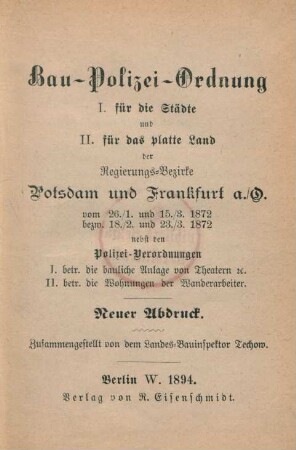 Bau-Polizei-Ordnung
I. für die Städte
und
II. für das platte Land
der
Regierungs-Bezirke
Potsdam und Frankfurt a./O.
vom 26./1. und 15./3. 1872
bezw. 18./2. und 23./3. 1872
nebst den
Polizei-Verordnungen
I. betr. die bauliche Anlage von Theatern ꝛc.
II. betr. die Wohnungen der Wanderarbeiter.
Neuer Abdruck.
Zusammengestellt von dem Landes-Bauinspektor Techow.
Berlin W. 1894.
Verlag von R. Eisenschmidt.